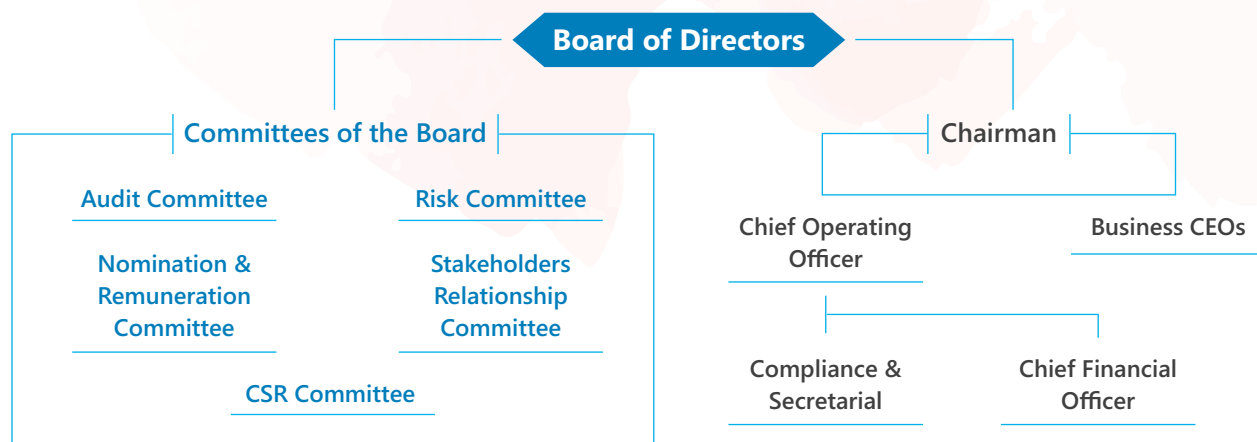 Board of Directors
Committees of the Board
Audit Committee
Risk Committee
Nomination &
Remuneration
Committee
Stakeholders
Relationship
Committee
CSR Committee
Chairman
Chief Operating
Officer
Business CEOs
Compliance &
Secretarial
Chief Financial
Officer